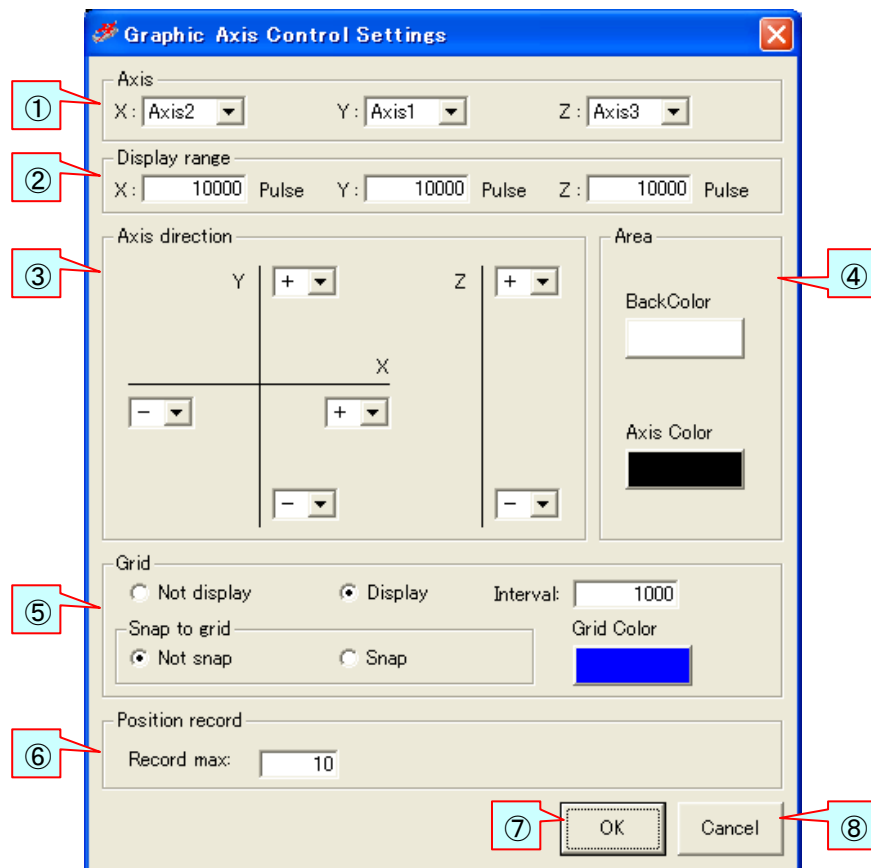 Graphic Axis Control Settings
Axis
① X : Axis2 Y : Axis1 Z : Axis3
Display range
② X : 10000 Pulse Y : 10000 Pulse Z : 10000 Pulse
Axis direction Area
③ Y + Z + ④
BackColor
X
− +
Axis Color
− −
Grid
Not display Display Interval: 1000
⑤ Snap to grid Grid Color
Not snap Snap
Position record
⑥ Record max: 10
⑦ OK Cancel ⑧